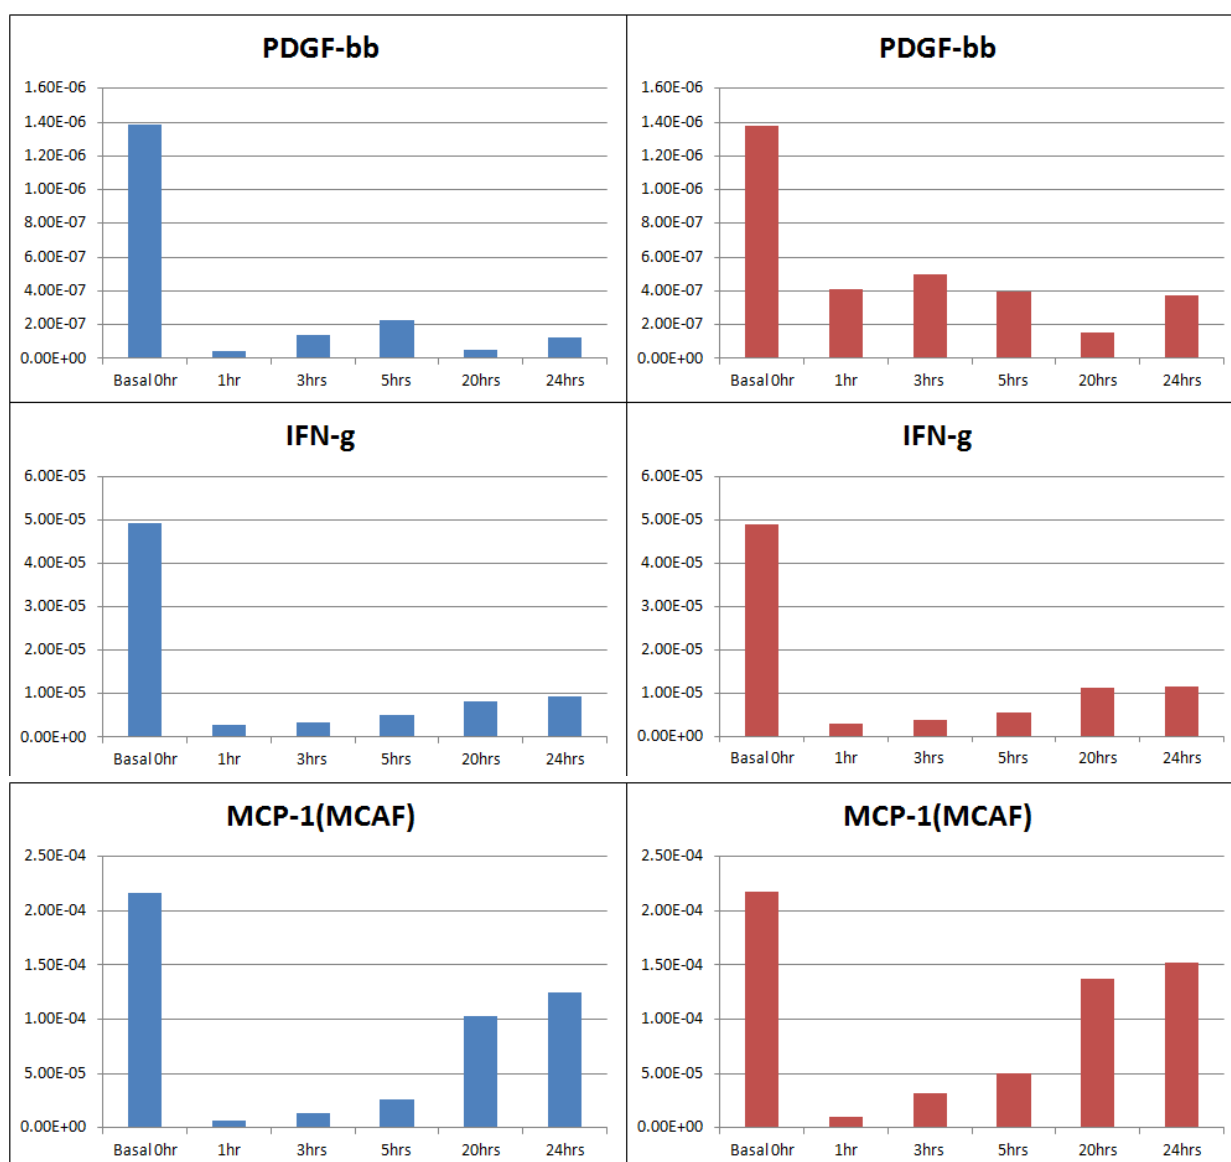 PDGF-bb
1.60E-06
1.40E-06
1.20E-06
1.00E-06
8.00E-07
6.00E-07
4.00E-07
2.00E-07
0.00E+00
Basal 0hr 1hr 3hrs 5hrs 20hrs 24hrs
PDGF-bb
1.60E-06
1.40E-06
1.20E-06
1.00E-06
8.00E-07
6.00E-07
4.00E-07
2.00E-07
0.00E+00
Basal 0hr 1hr 3hrs 5hrs 20hrs 24hrs
IFN-g
6.00E-05
5.00E-05
4.00E-05
3.00E-05
2.00E-05
1.00E-05
0.00E+00
Basal 0hr 1hr 3hrs 5hrs 20hrs 24hrs
IFN-g
6.00E-05
5.00E-05
4.00E-05
3.00E-05
2.00E-05
1.00E-05
0.00E+00
Basal 0hr 1hr 3hrs 5hrs 20hrs 24hrs
MCP-1(MCAF)
2.50E-04
2.00E-04
1.50E-04
1.00E-04
5.00E-05
0.00E+00
Basal 0hr 1hr 3hrs 5hrs 20hrs 24hrs
MCP-1(MCAF)
2.50E-04
2.00E-04
1.50E-04
1.00E-04
5.00E-05
0.00E+00
Basal 0hr 1hr 3hrs 5hrs 20hrs 24hrs